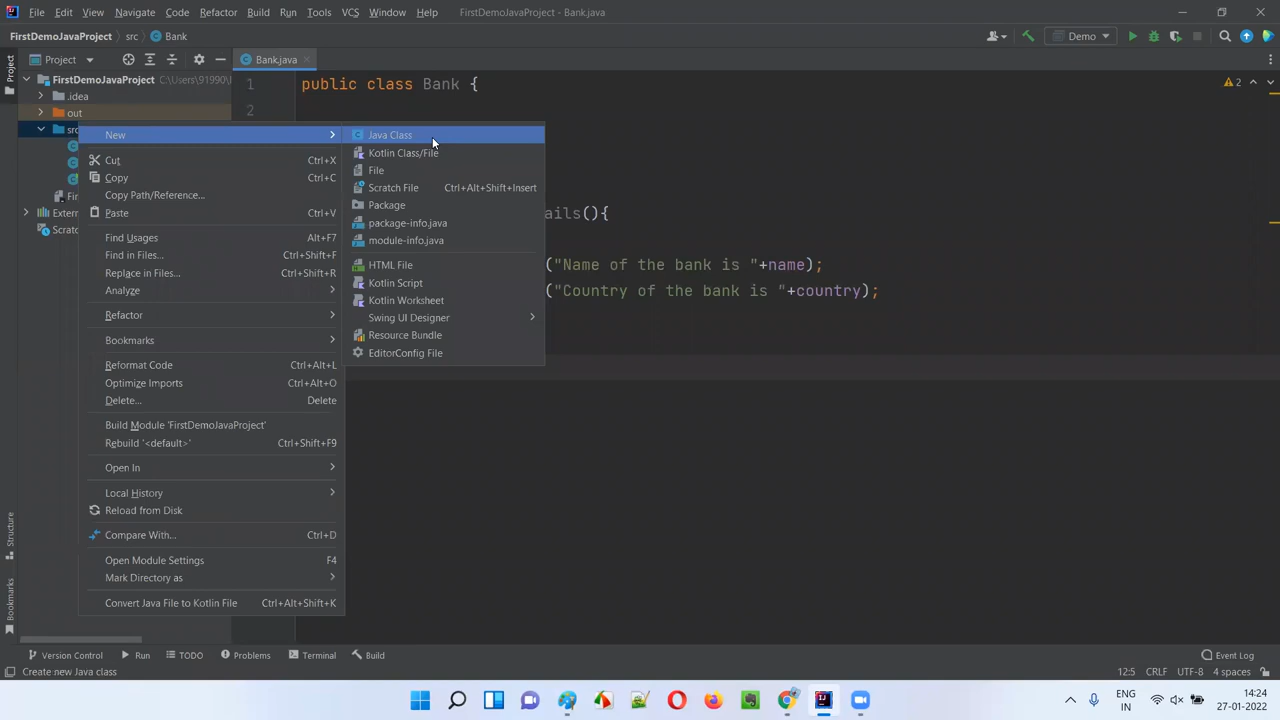 File Edit View Navigate Code Refactor Build Run Tools VCS Window Help FirstDemoJavaProject - Bank.java
FirstDemoJavaProject src Bank Demo
Project Bank.java
Project
FirstDemoJavaProject C:\Users\91990\
.idea
out
src
Fir
Extern
Scratc
1 public class Bank {
2
2
ails(){
("Name of the bank is "+name);
("Country of the bank is "+country);
New
Cut Ctrl+X
Copy Ctrl+C
Copy Path/Reference...
Paste Ctrl+V
Find Usages Alt+F7
Find in Files... Ctrl+Shift+F
Replace in Files... Ctrl+Shift+R
Analyze
Refactor
Bookmarks
Reformat Code Ctrl+Alt+L
Optimize Imports Ctrl+Alt+O
Delete... Delete
Build Module 'FirstDemoJavaProject'
Rebuild '<default>' Ctrl+Shift+F9
Open In
Local History
Reload from Disk
Compare With... Ctrl+D
Open Module Settings F4
Mark Directory as
Convert Java File to Kotlin File Ctrl+Alt+Shift+K
Java Class
Kotlin Class/File
File
Scratch File Ctrl+Alt+Shift+Insert
Package
package-info.java
module-info.java
HTML File
Kotlin Script
Kotlin Worksheet
Swing UI Designer
Resource Bundle
EditorConfig File
Structure
Bookmarks
Version Control Run TODO Problems Terminal Build Event Log
Create new Java class 12:5 CRLF UTF-8 4 spaces
ENG
IN
14:24
27-01-2022